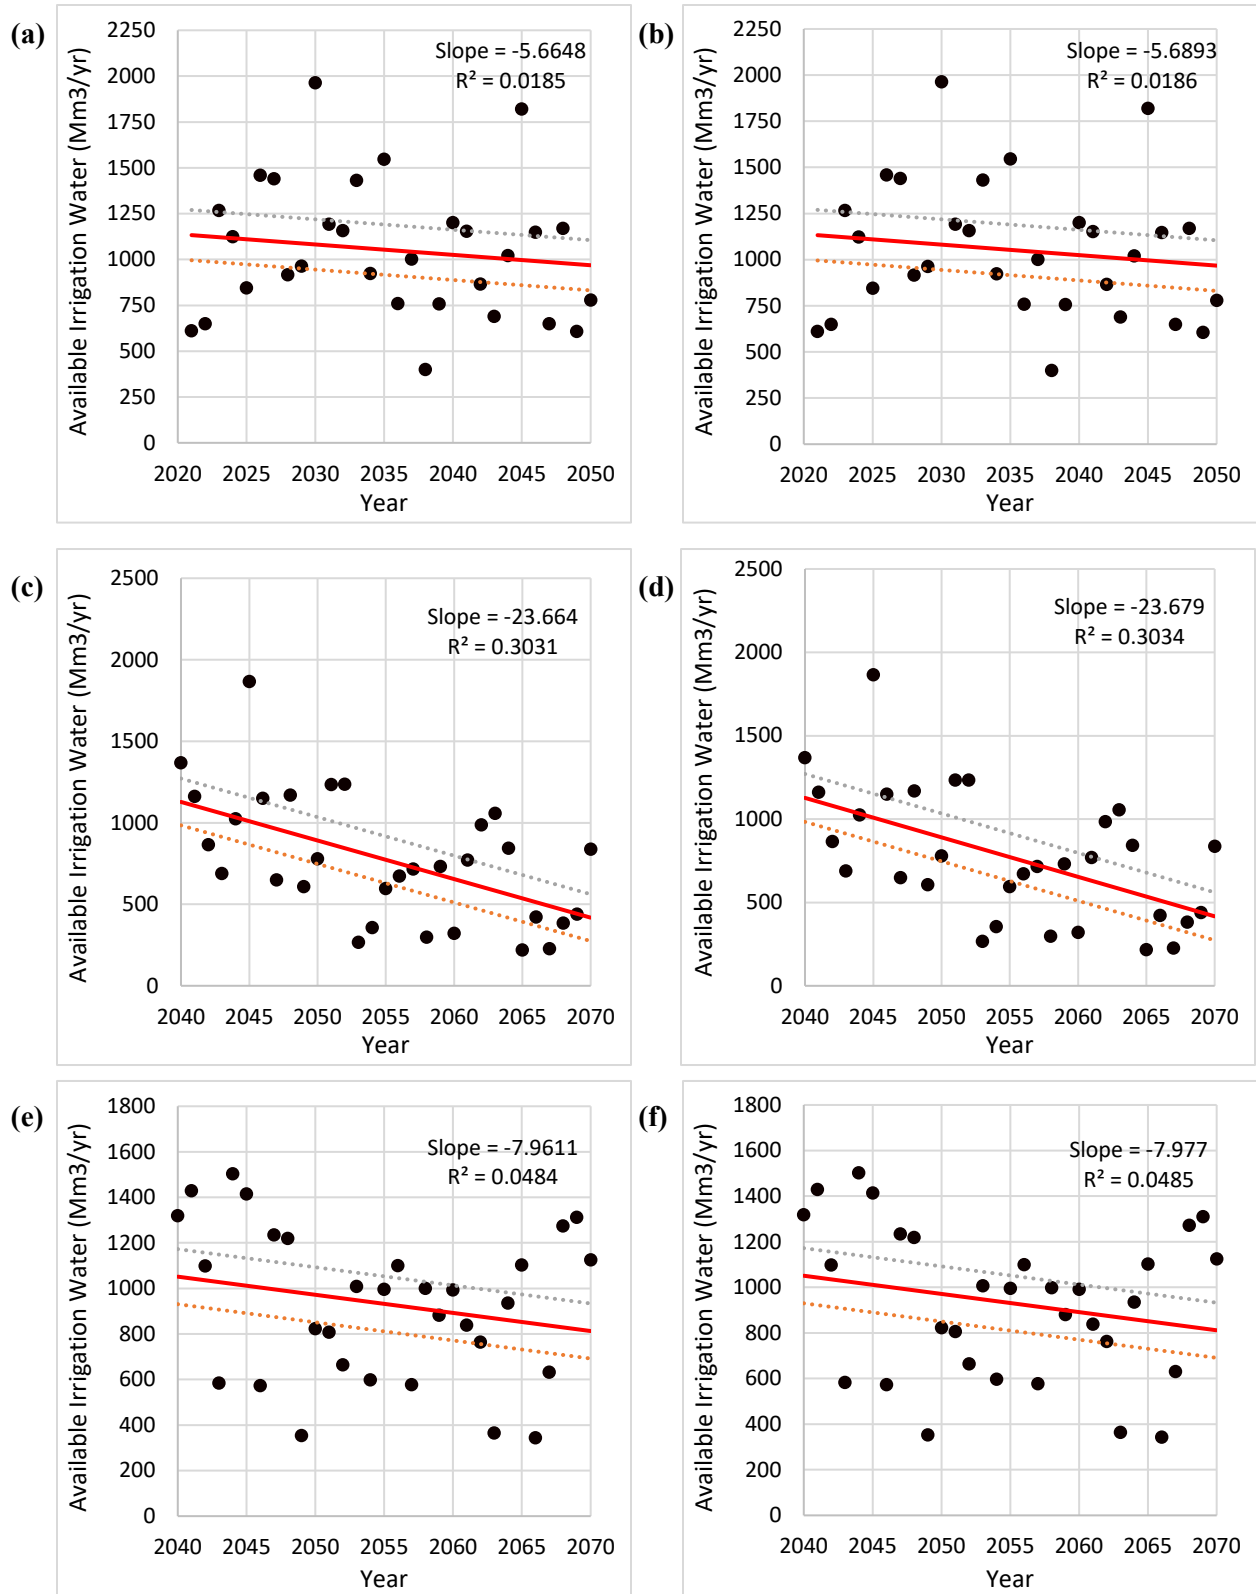 (a)
Available Irrigation Water (Mm3/yr)
2250
2000
1750
1500
1250
1000
750
500
250
0
Slope = -5.6648
R² = 0.0185
2020 2025 2030 2035 2040 2045 2050
Year
(b)
Available Irrigation Water (Mm3/yr)
2250
2000
1750
1500
1250
1000
750
500
250
0
Slope = -5.6893
R² = 0.0186
2020 2025 2030 2035 2040 2045 2050
Year
(c)
Available Irrigation Water (Mm3/yr)
2500
2000
1500
1000
500
0
Slope = -23.664
R² = 0.3031
2040 2045 2050 2055 2060 2065 2070
Year
(d)
Available Irrigation Water (Mm3/yr)
2500
2000
1500
1000
500
0
Slope = -23.679
R² = 0.3034
2040 2045 2050 2055 2060 2065 2070
Year
(e)
Available Irrigation Water (Mm3/yr)
1800
1600
1400
1200
1000
800
600
400
200
0
Slope = -7.9611
R² = 0.0484
2040 2045 2050 2055 2060 2065 2070
Year
(f)
Available Irrigation Water (Mm3/yr)
1800
1600
1400
1200
1000
800
600
400
200
0
Slope = -7.977
R² = 0.0485
2040 2045 2050 2055 2060 2065 2070
Year